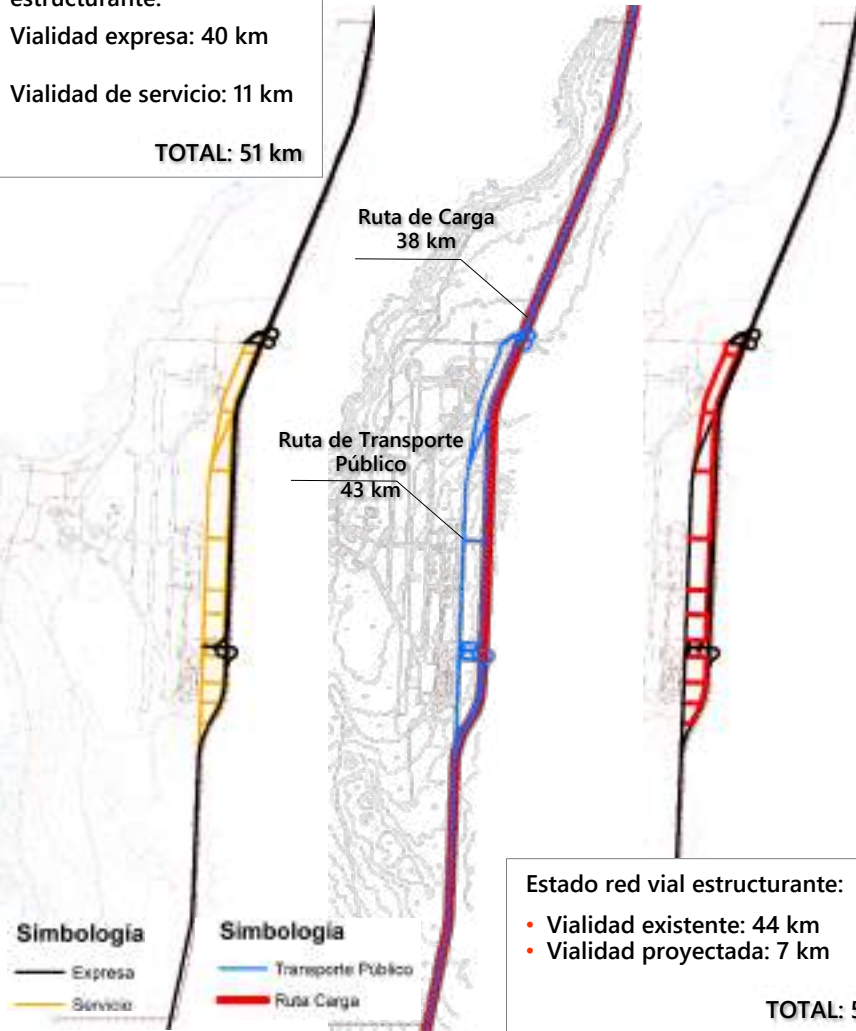 estructurante:
Vialidad expresa: 40 km
Vialidad de servicio: 11 km
TOTAL: 51 km
Ruta de Carga
38 km
Ruta de Transporte
Público
43 km
Simbología
Expresa
Servicio
Simbología
Transporte Público
Ruta Carga
Estado red vial estructurante:
• Vialidad existente: 44 km
• Vialidad proyectada: 7 km
TOTAL: 5